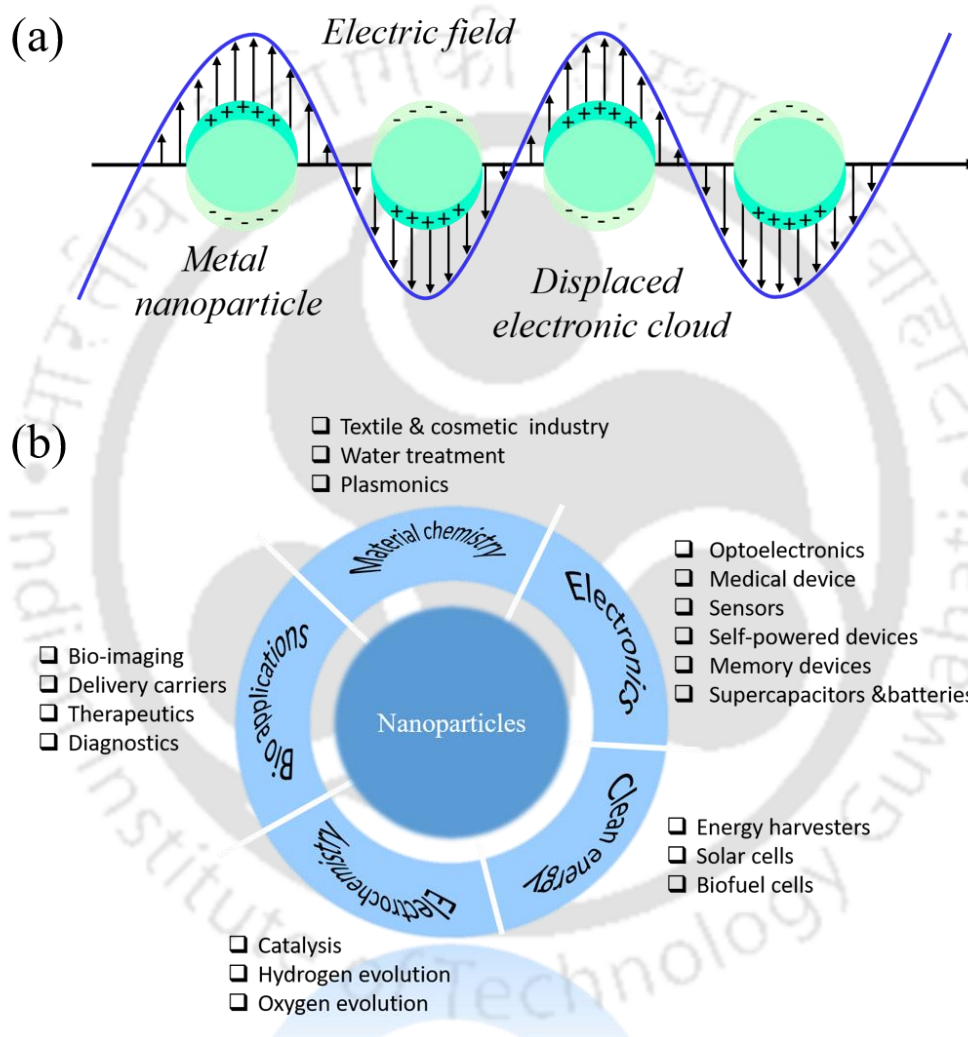 (a)
Electric field
+ + + + +
- - - - -
- - - - -
+ + + + +
+ + + + +
- - - - -
- - - - -
+ + + + +
Metal
nanoparticle
Displaced
electronic cloud
(b)
❑ Textile & cosmetic industry
❑ Water treatment
❑ Plasmonics
Material chemistry
Electronics
❑ Optoelectronics
❑ Medical device
❑ Sensors
❑ Self-powered devices
❑ Memory devices
❑ Supercapacitors &batteries
Bio applications
❑ Bio-imaging
❑ Delivery carriers
❑ Therapeutics
❑ Diagnostics
Nanoparticles
Clean energy
❑ Energy harvesters
❑ Solar cells
❑ Biofuel cells
Electrochemistry
❑ Catalysis
❑ Hydrogen evolution
❑ Oxygen evolution
Indian Institute of Technology Guwahati